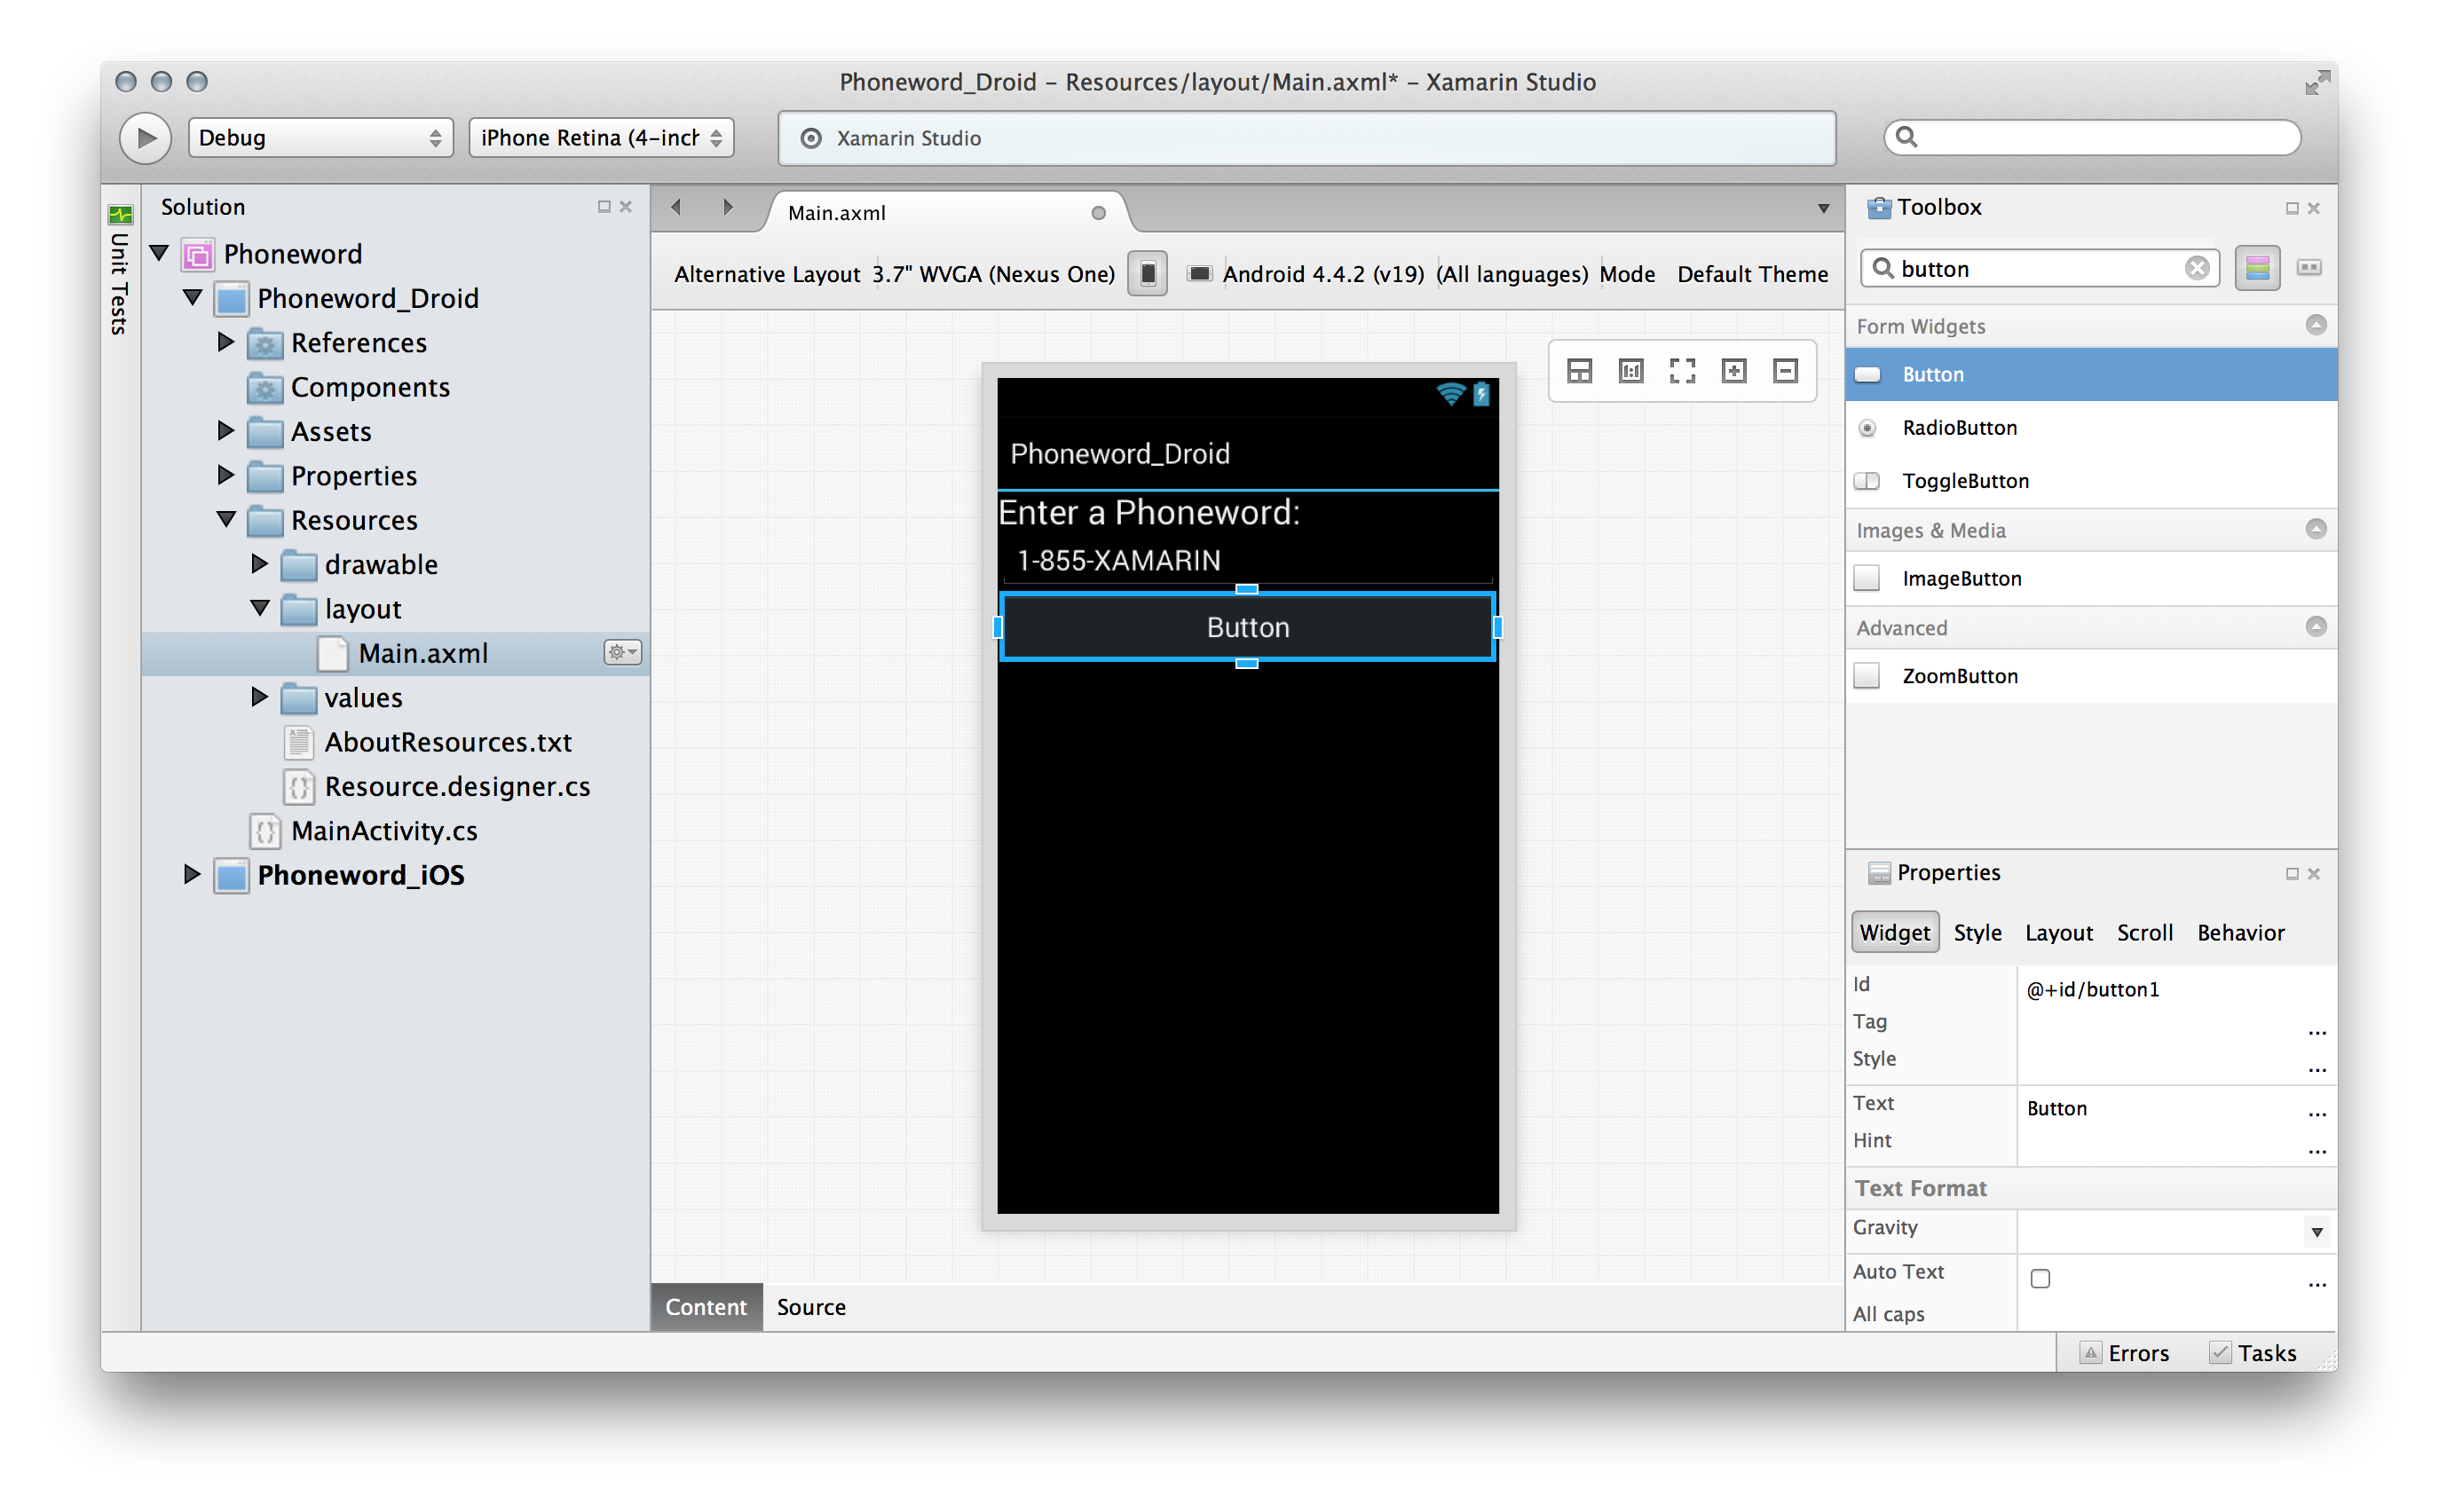 Phoneword_Droid – Resources/layout/Main.axml* – Xamarin Studio
Debug
iPhone Retina (4-inch
Xamarin Studio
Unit Tests
Solution
Phoneword
Phoneword_Droid
References
Components
Assets
Properties
Resources
drawable
layout
Main.axml
values
AboutResources.txt
Resource.designer.cs
MainActivity.cs
Phoneword_iOS
Main.axml
Alternative Layout 3.7" WVGA (Nexus One) Android 4.4.2 (v19) (All languages) Mode Default Theme
1:1
Phoneword_Droid
Enter a Phoneword:
1-855-XAMARIN
Button
Content Source
Toolbox
button
Form Widgets
Button
RadioButton
ToggleButton
Images & Media
ImageButton
Advanced
ZoomButton
Properties
Widget Style Layout Scroll Behavior
Id @+id/button1
Tag ...
Style ...
Text Button ...
Hint ...
Text Format
Gravity
Auto Text ...
All caps
Errors Tasks